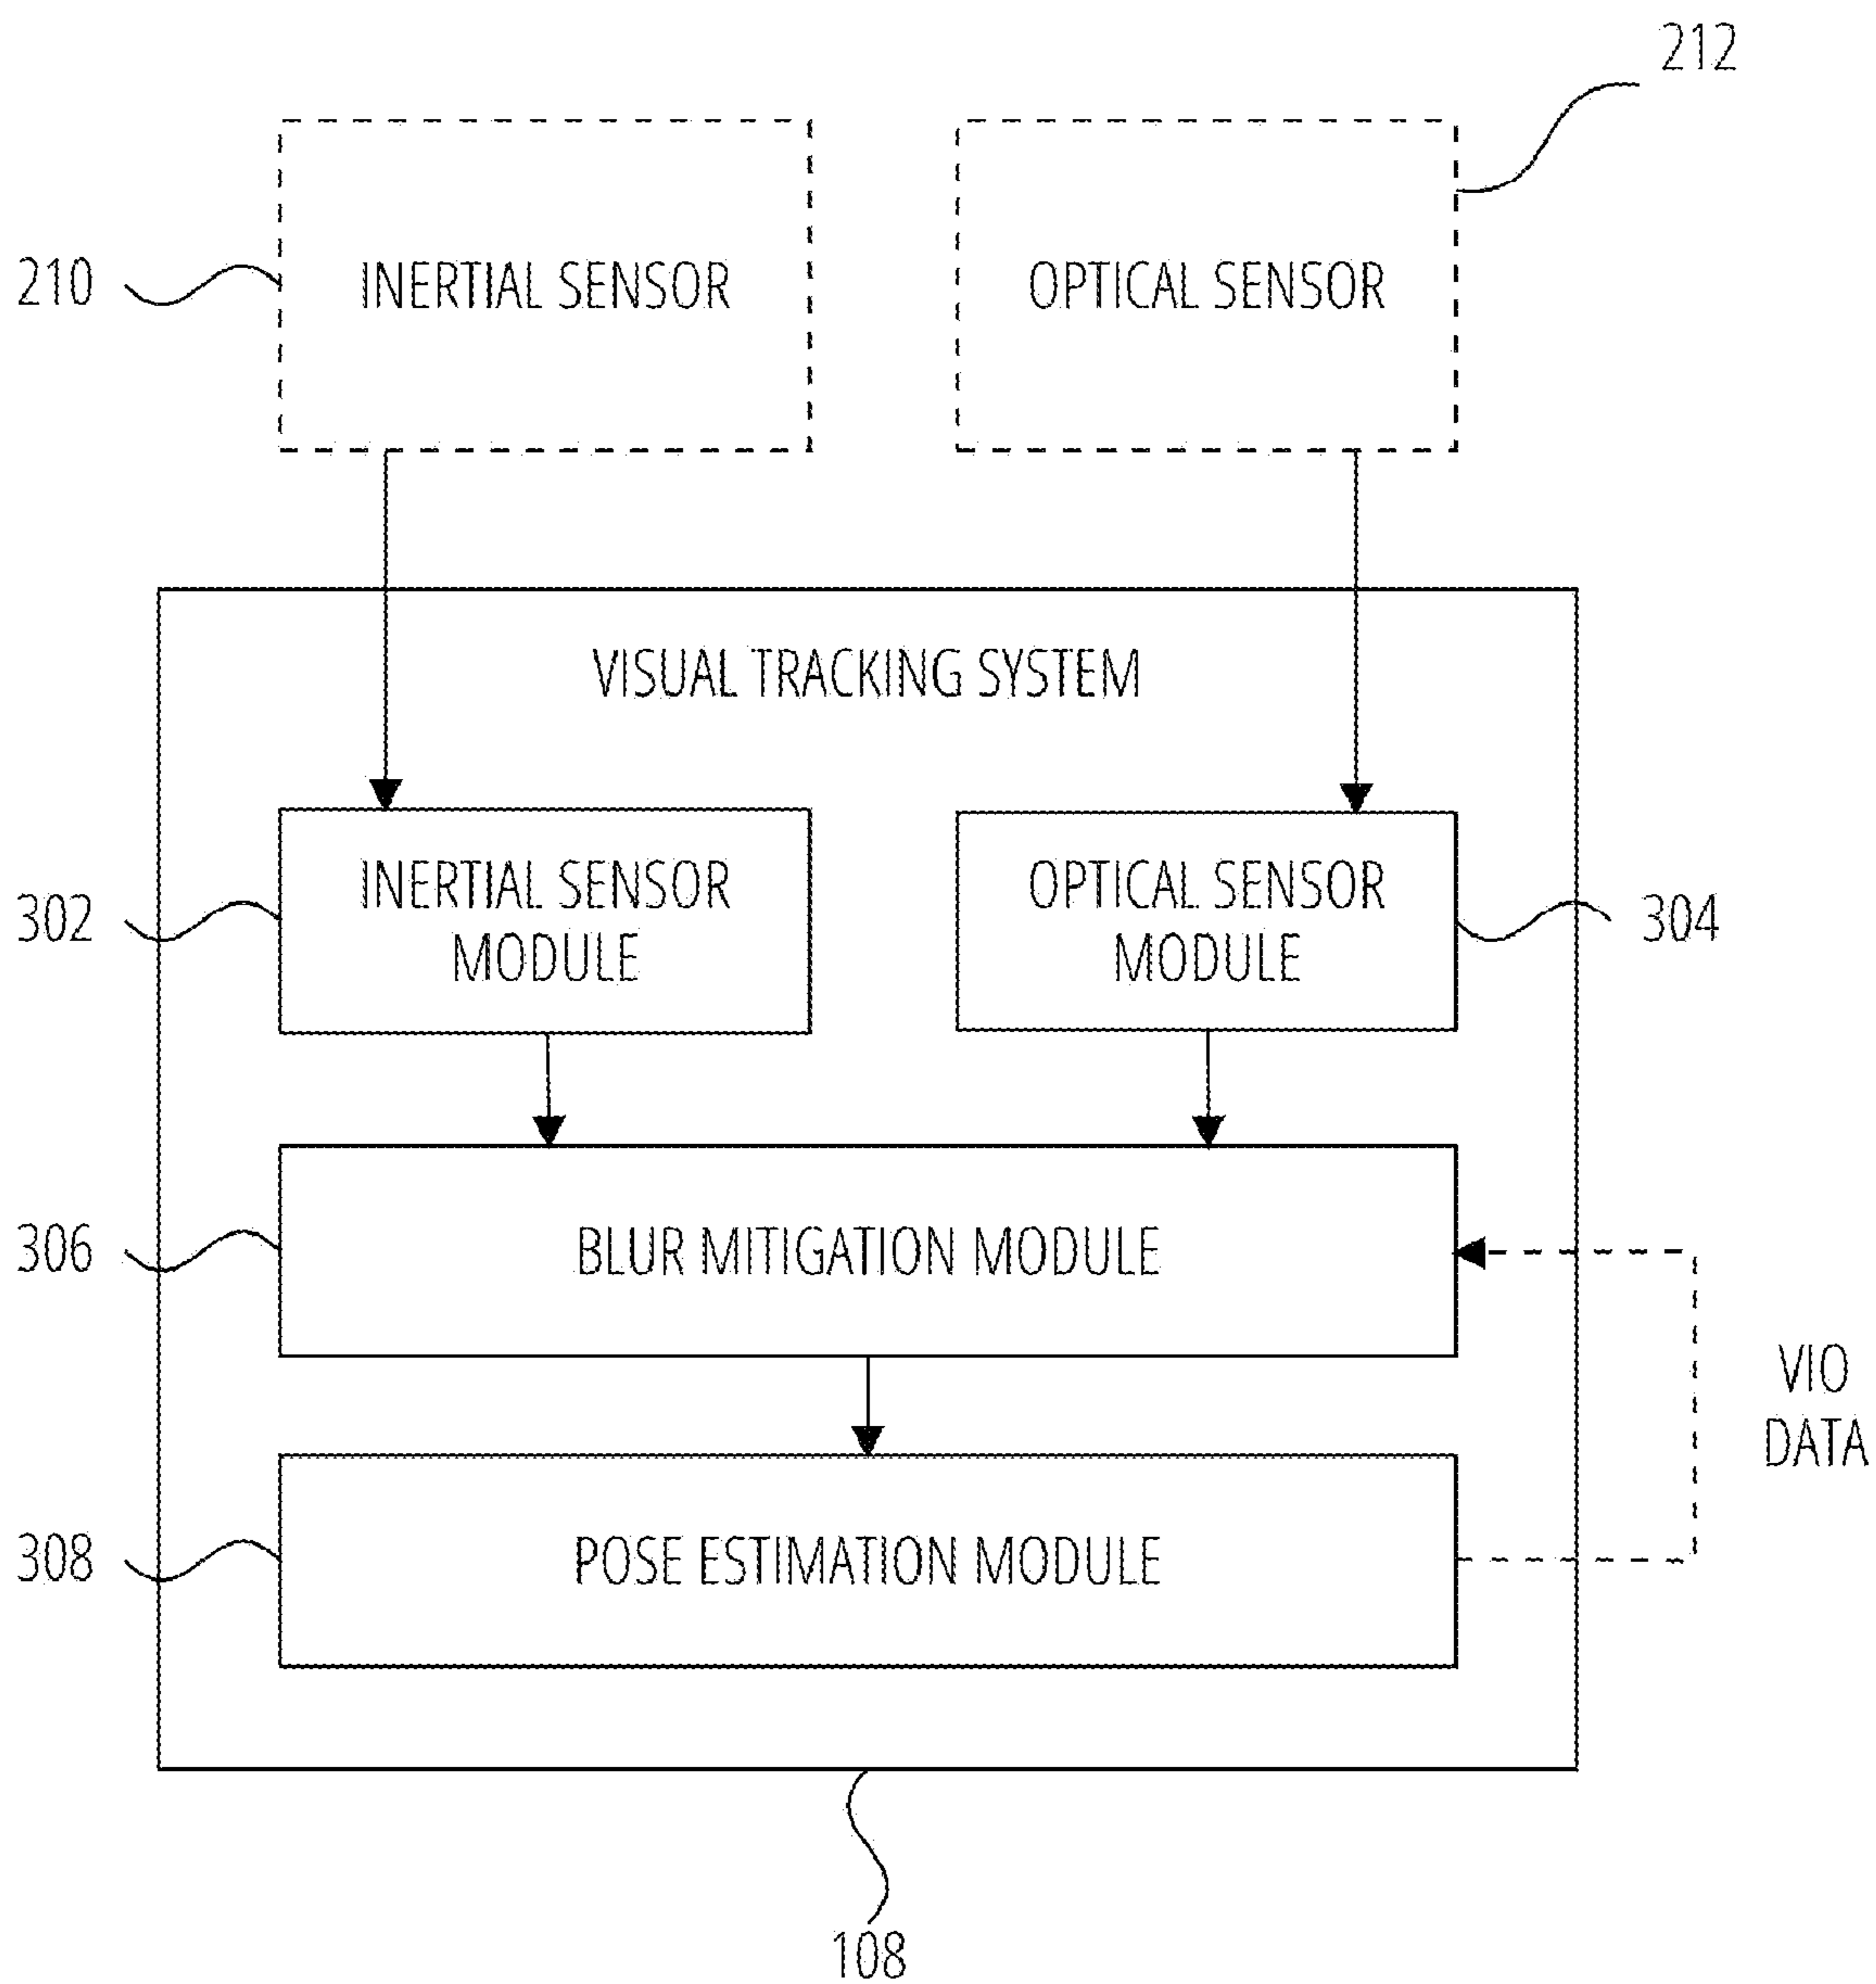 212
210
INERTIAL SENSOR
OPTICAL SENSOR
VISUAL TRACKING SYSTEM
302
INERTIAL SENSOR
MODULE
OPTICAL SENSOR
MODULE
304
306
BLUR MITIGATION MODULE
VIO
DATA
308
POSE ESTIMATION MODULE
108